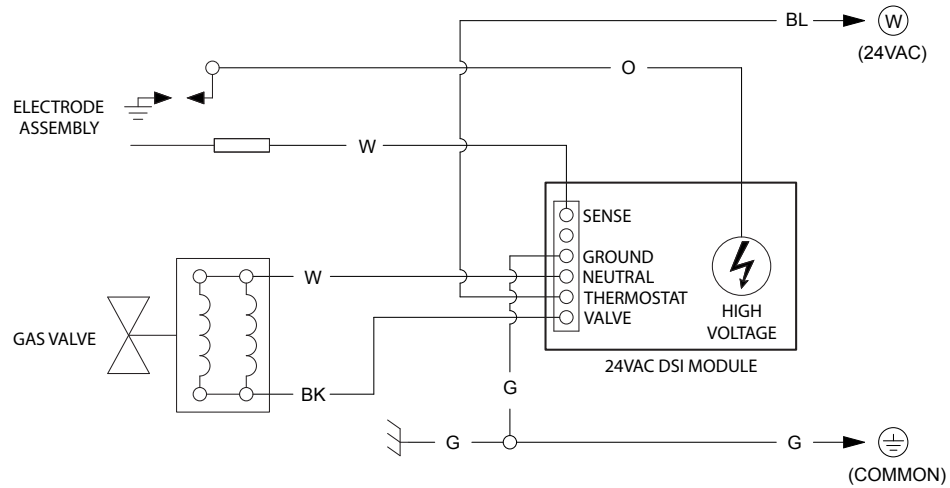 BL
W
(24VAC)
O
ELECTRODE
ASSEMBLY
W
SENSE
GROUND
NEUTRAL
THERMOSTAT
VALVE
HIGH
VOLTAGE
24VAC DSI MODULE
W
GAS VALVE
BK
G
G
G
(COMMON)